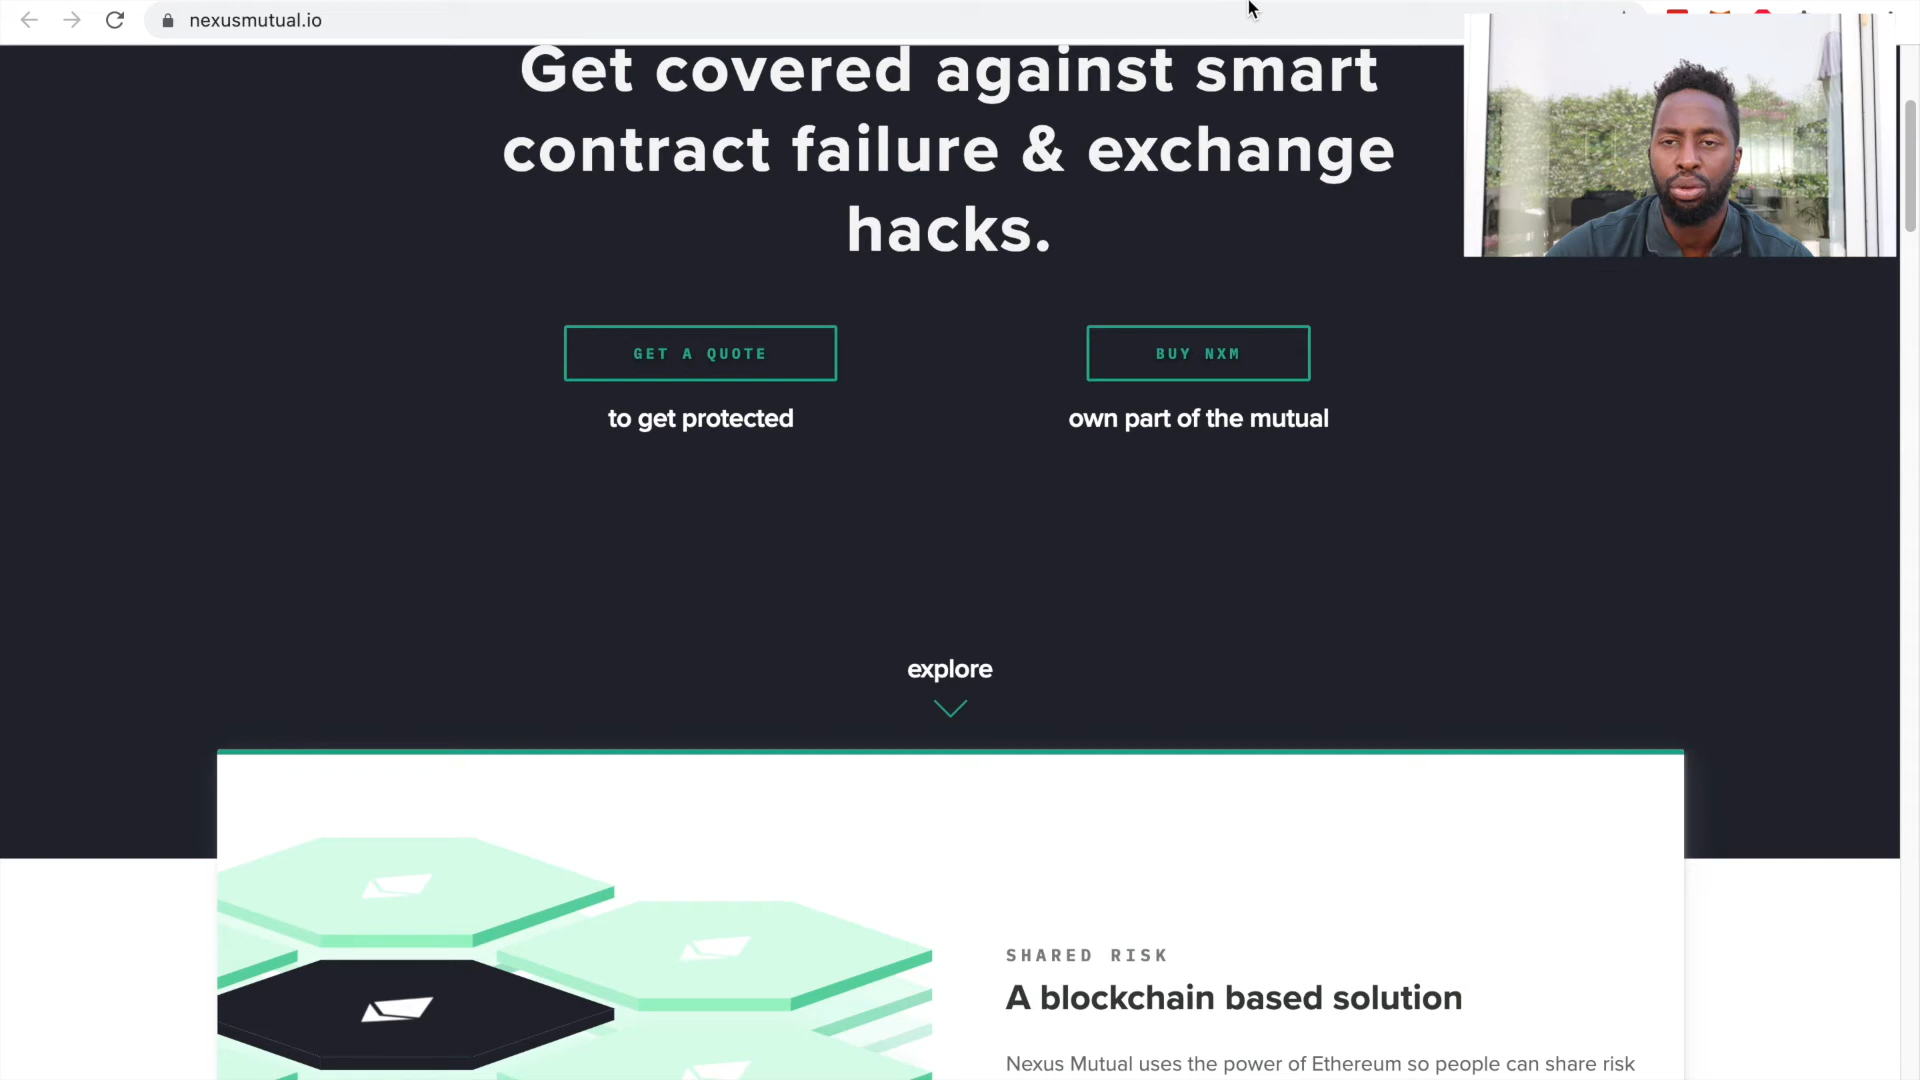 nexusmutual.io
Get covered against smart
contract failure & exchange
hacks.
GET A QUOTE
BUY NXM
to get protected
own part of the mutual
explore
SHARED RISK
A blockchain based solution
Nexus Mutual uses the power of Ethereum so people can share risk